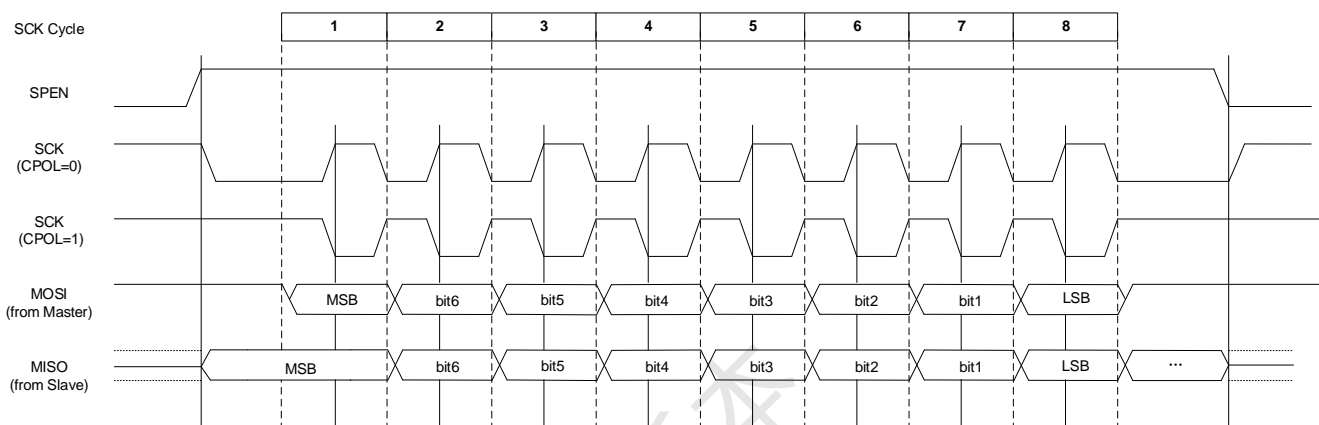 SCK Cycle 1 2 3 4 5 6 7 8
SPEN
SCK
(CPOL=0)
SCK
(CPOL=1)
MOSI
(from Master)
MSB bit6 bit5 bit4 bit3 bit2 bit1 LSB
MISO
(from Slave)
MSB bit6 bit5 bit4 bit3 bit2 bit1 LSB ...
本